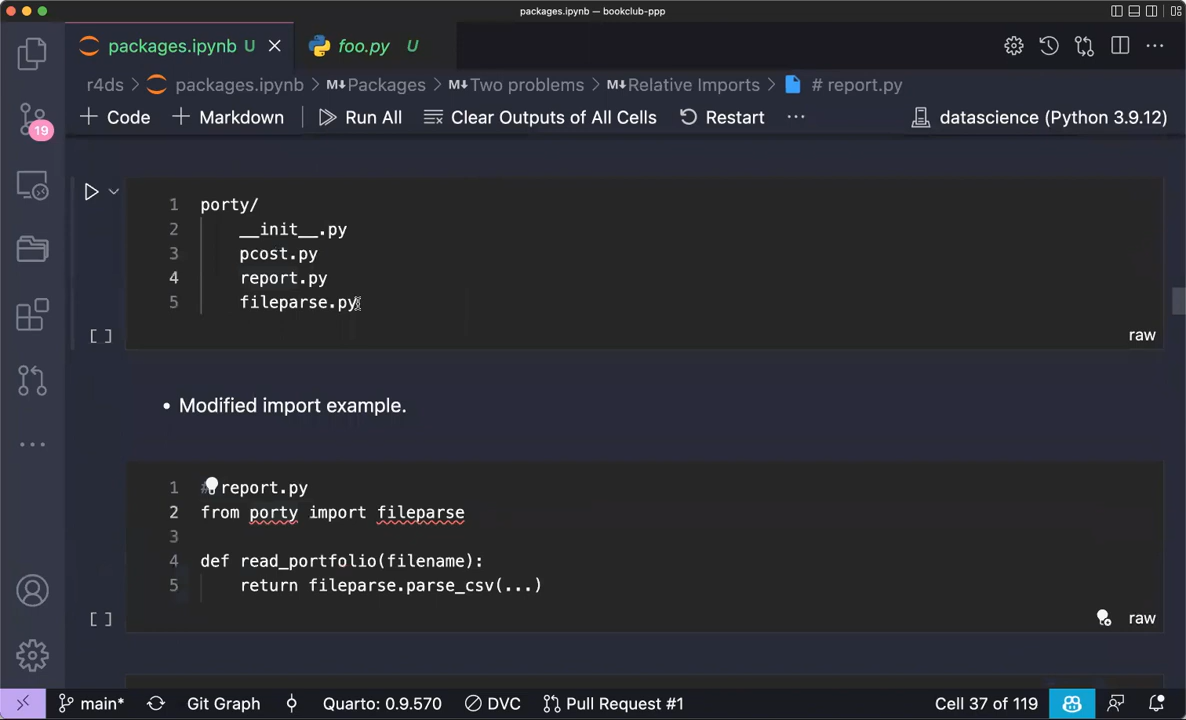 packages.ipynb — bookclub-ppp
packages.ipynb U
foo.py U
r4ds > packages.ipynb > M↓Packages > M↓Two problems > M↓Relative Imports > # report.py
+ Code + Markdown Run All Clear Outputs of All Cells Restart ··· datascience (Python 3.9.12)
19
1 porty/
2 __init__.py
3 pcost.py
4 report.py
5 fileparse.py
[ ]
raw
• Modified import example.
1 # report.py
2 from porty import fileparse
3
4 def read_portfolio(filename):
5 return fileparse.parse_csv(...)
[ ]
raw
main* Git Graph Quarto: 0.9.570 DVC Pull Request #1 Cell 37 of 119